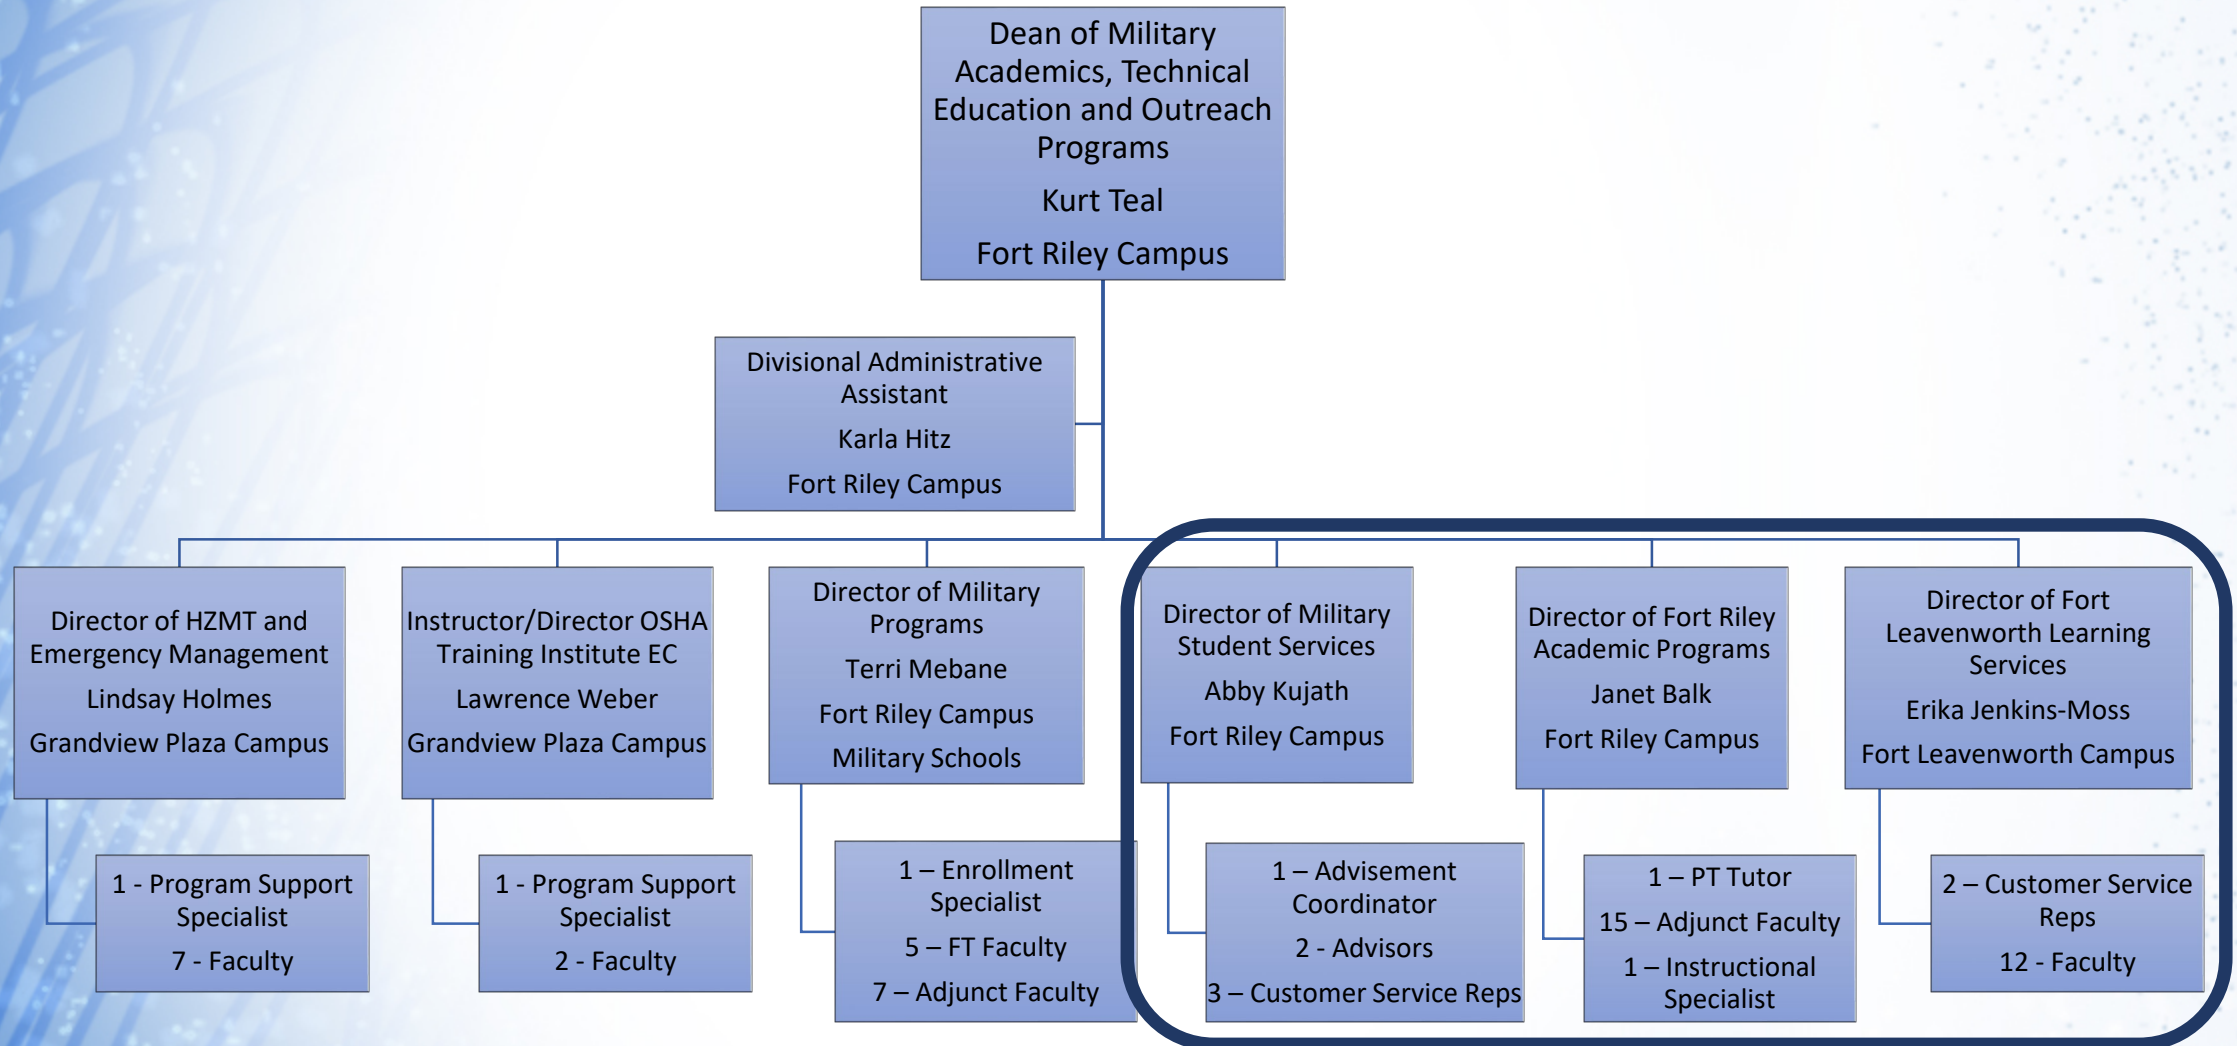 Dean of Military
Academics, Technical
Education and Outreach
Programs
Kurt Teal
Fort Riley Campus
Divisional Administrative
Assistant
Karla Hitz
Fort Riley Campus
Director of HZMT and
Emergency Management
Lindsay Holmes
Grandview Plaza Campus
1 - Program Support
Specialist
7 - Faculty
Instructor/Director OSHA
Training Institute EC
Lawrence Weber
Grandview Plaza Campus
1 - Program Support
Specialist
2 - Faculty
Director of Military
Programs
Terri Mebane
Fort Riley Campus
Military Schools
1 – Enrollment
Specialist
5 – FT Faculty
7 – Adjunct Faculty
Director of Military
Student Services
Abby Kujath
Fort Riley Campus
1 – Advisement
Coordinator
2 - Advisors
3 – Customer Service Reps
Director of Fort Riley
Academic Programs
Janet Balk
Fort Riley Campus
1 – PT Tutor
15 – Adjunct Faculty
1 – Instructional
Specialist
Director of Fort
Leavenworth Learning
Services
Erika Jenkins-Moss
Fort Leavenworth Campus
2 – Customer Service
Reps
12 - Faculty